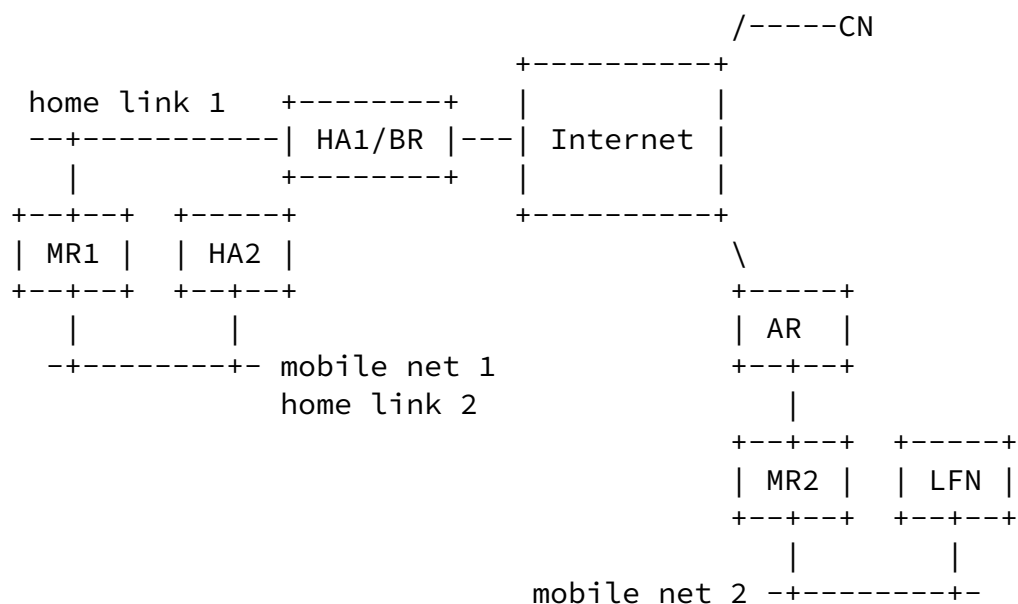 /-----CN
+----------+
home link 1   +--------+  |          |
--+-----------| HA1/BR |---| Internet |
|           +--------+  |          |
+--+--+  +-----+           +----------+
| MR1 |  | HA2 |                      \
+--+--+  +--+--+                      +-----+
|        |                         | AR  |
-+--------+- mobile net 1            +--+--+
home link 2                |
+--+--+  +-----+
| MR2 |  | LFN |
+--+--+  +--+--+
|        |
mobile net 2 -+--------+-